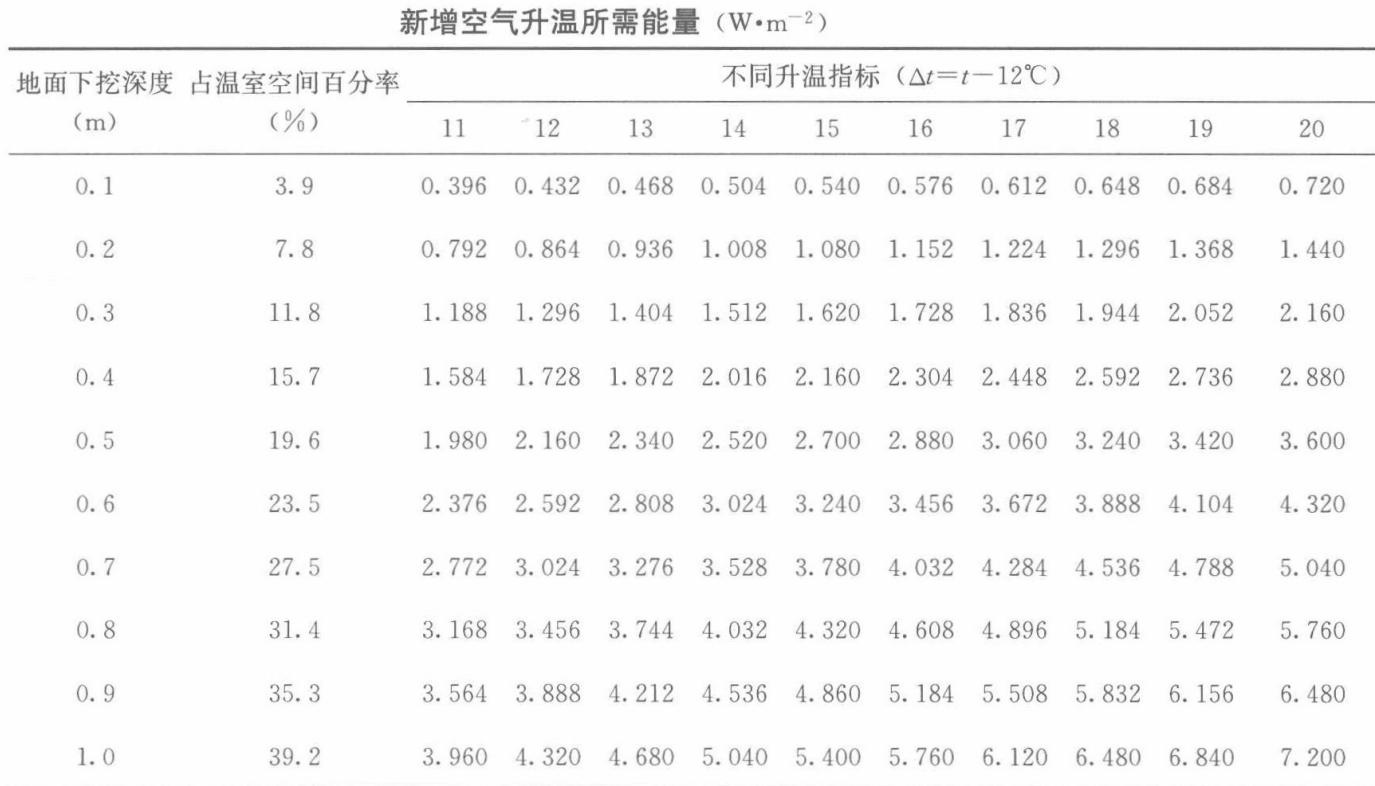 新增空气升温所需能量（W•m⁻²）
地面下挖深度 占温室空间百分率 不同升温指标（Δt=t−12℃）
（m） （%） 11 12 13 14 15 16 17 18 19 20
0.1 3.9 0.396 0.432 0.468 0.504 0.540 0.576 0.612 0.648 0.684 0.720
0.2 7.8 0.792 0.864 0.936 1.008 1.080 1.152 1.224 1.296 1.368 1.440
0.3 11.8 1.188 1.296 1.404 1.512 1.620 1.728 1.836 1.944 2.052 2.160
0.4 15.7 1.584 1.728 1.872 2.016 2.160 2.304 2.448 2.592 2.736 2.880
0.5 19.6 1.980 2.160 2.340 2.520 2.700 2.880 3.060 3.240 3.420 3.600
0.6 23.5 2.376 2.592 2.808 3.024 3.240 3.456 3.672 3.888 4.104 4.320
0.7 27.5 2.772 3.024 3.276 3.528 3.780 4.032 4.284 4.536 4.788 5.040
0.8 31.4 3.168 3.456 3.744 4.032 4.320 4.608 4.896 5.184 5.472 5.760
0.9 35.3 3.564 3.888 4.212 4.536 4.860 5.184 5.508 5.832 6.156 6.480
1.0 39.2 3.960 4.320 4.680 5.040 5.400 5.760 6.120 6.480 6.840 7.200